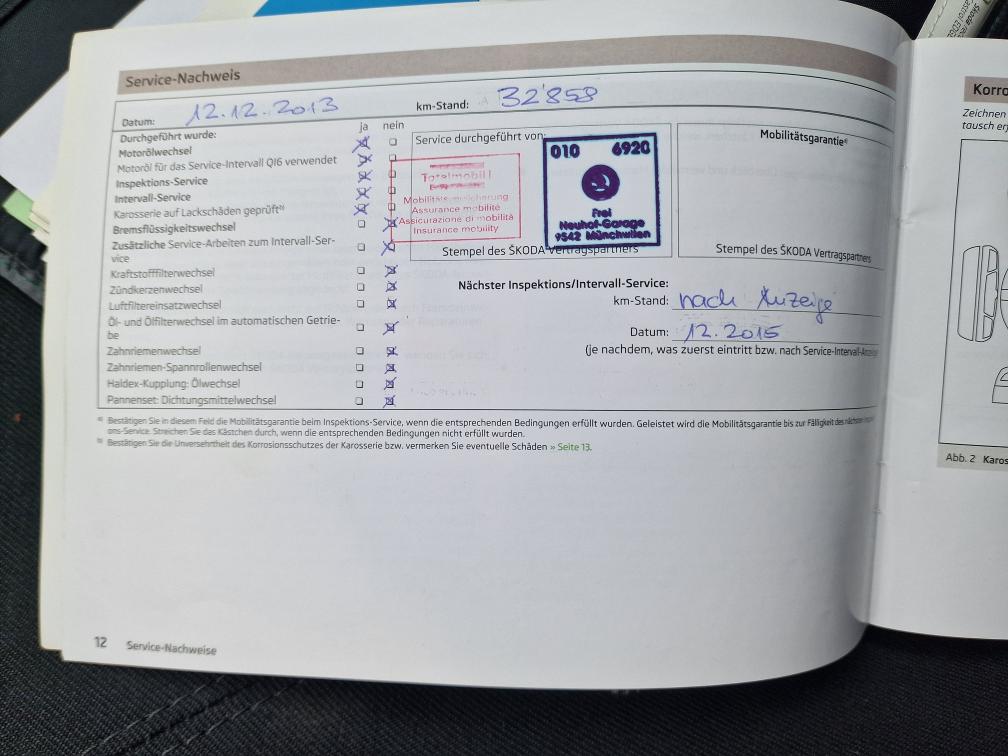 Service-Nachweis
Datum: 12.12.2013 km-Stand: 32'858
Durchgeführt wurde: ja nein
Motorölwechsel
Motoröl für das Service-Intervall QI6 verwendet
Inspektions-Service
Intervall-Service
Karosserie auf Lackschäden geprüft b)
Bremsflüssigkeitswechsel
Zusätzliche Service-Arbeiten zum Intervall-Ser-
vice
Kraftstofffilterwechsel
Zündkerzenwechsel
Luftfiltereinsatzwechsel
Öl- und Ölfilterwechsel im automatischen Getrie-
be
Zahnriemenwechsel
Zahnriemen-Spannrollenwechsel
Haldex-Kupplung: Ölwechsel
Pannenset: Dichtungsmittelwechsel
Service durchgeführt von:
Totalmobil!
Assurance mobilité
Assicurazione di mobilità
Insurance mobility
010 6920
Frei
Neuhof-Garage
9542 Münchwilen
Stempel des ŠKODA Vertragspartners
Mobilitätsgarantie a)
Stempel des ŠKODA Vertragspartners
Nächster Inspektions/Intervall-Service:
km-Stand: nach Anzeige
Datum: 12.2015
(je nachdem, was zuerst eintritt bzw. nach Service-Intervall-Anzeige
a) Bestätigen Sie in diesem Feld die Mobilitätsgarantie beim Inspektions-Service, wenn die entsprechenden Bedingungen erfüllt wurden. Geleistet wird die Mobilitätsgarantie bis zur Fälligkeit des nächsten
ons-Service. Streichen Sie das Kästchen durch, wenn die entsprechenden Bedingungen nicht erfüllt wurden.
b) Bestätigen Sie die Unversehrtheit des Korrosionsschutzes der Karosserie bzw. vermerken Sie eventuelle Schäden » Seite 13.
12 Service-Nachweise
Korro
Zeichnen
tausch er
Abb. 2 Karos